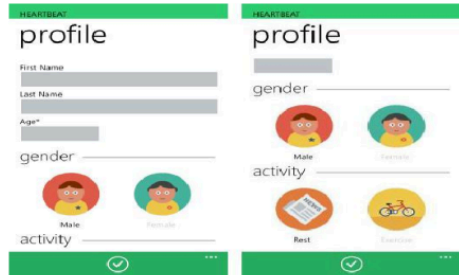 HEARTBEAT
profile
First Name
Last Name
Age*
gender
Male
Female
activity
HEARTBEAT
profile
gender
Male
Female
activity
NEWS
Rest
Exercise